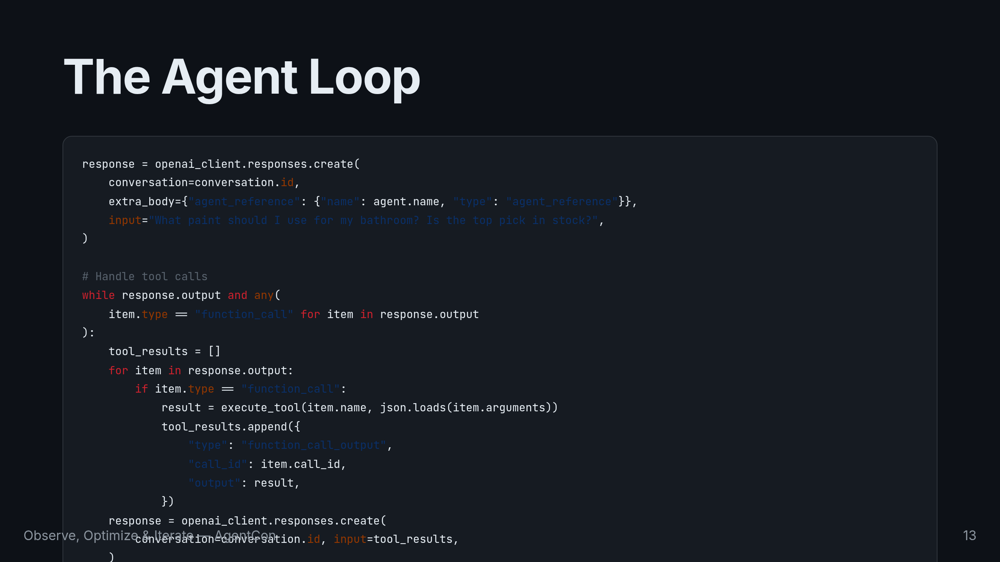 The Agent Loop
response = openai_client.responses.create(
    conversation=conversation.id,
    extra_body={"agent_reference": {"name": agent.name, "type": "agent_reference"}},
    input="What paint should I use for my bathroom? Is the top pick in stock?",
)

# Handle tool calls
while response.output and any(
    item.type == "function_call" for item in response.output
):
    tool_results = []
    for item in response.output:
        if item.type == "function_call":
            result = execute_tool(item.name, json.loads(item.arguments))
            tool_results.append({
                "type": "function_call_output",
                "call_id": item.call_id,
                "output": result,
            })
    response = openai_client.responses.create(
        conversation=conversation.id, input=tool_results,
    )
Observe, Optimize & Iterate — AgentCon
13